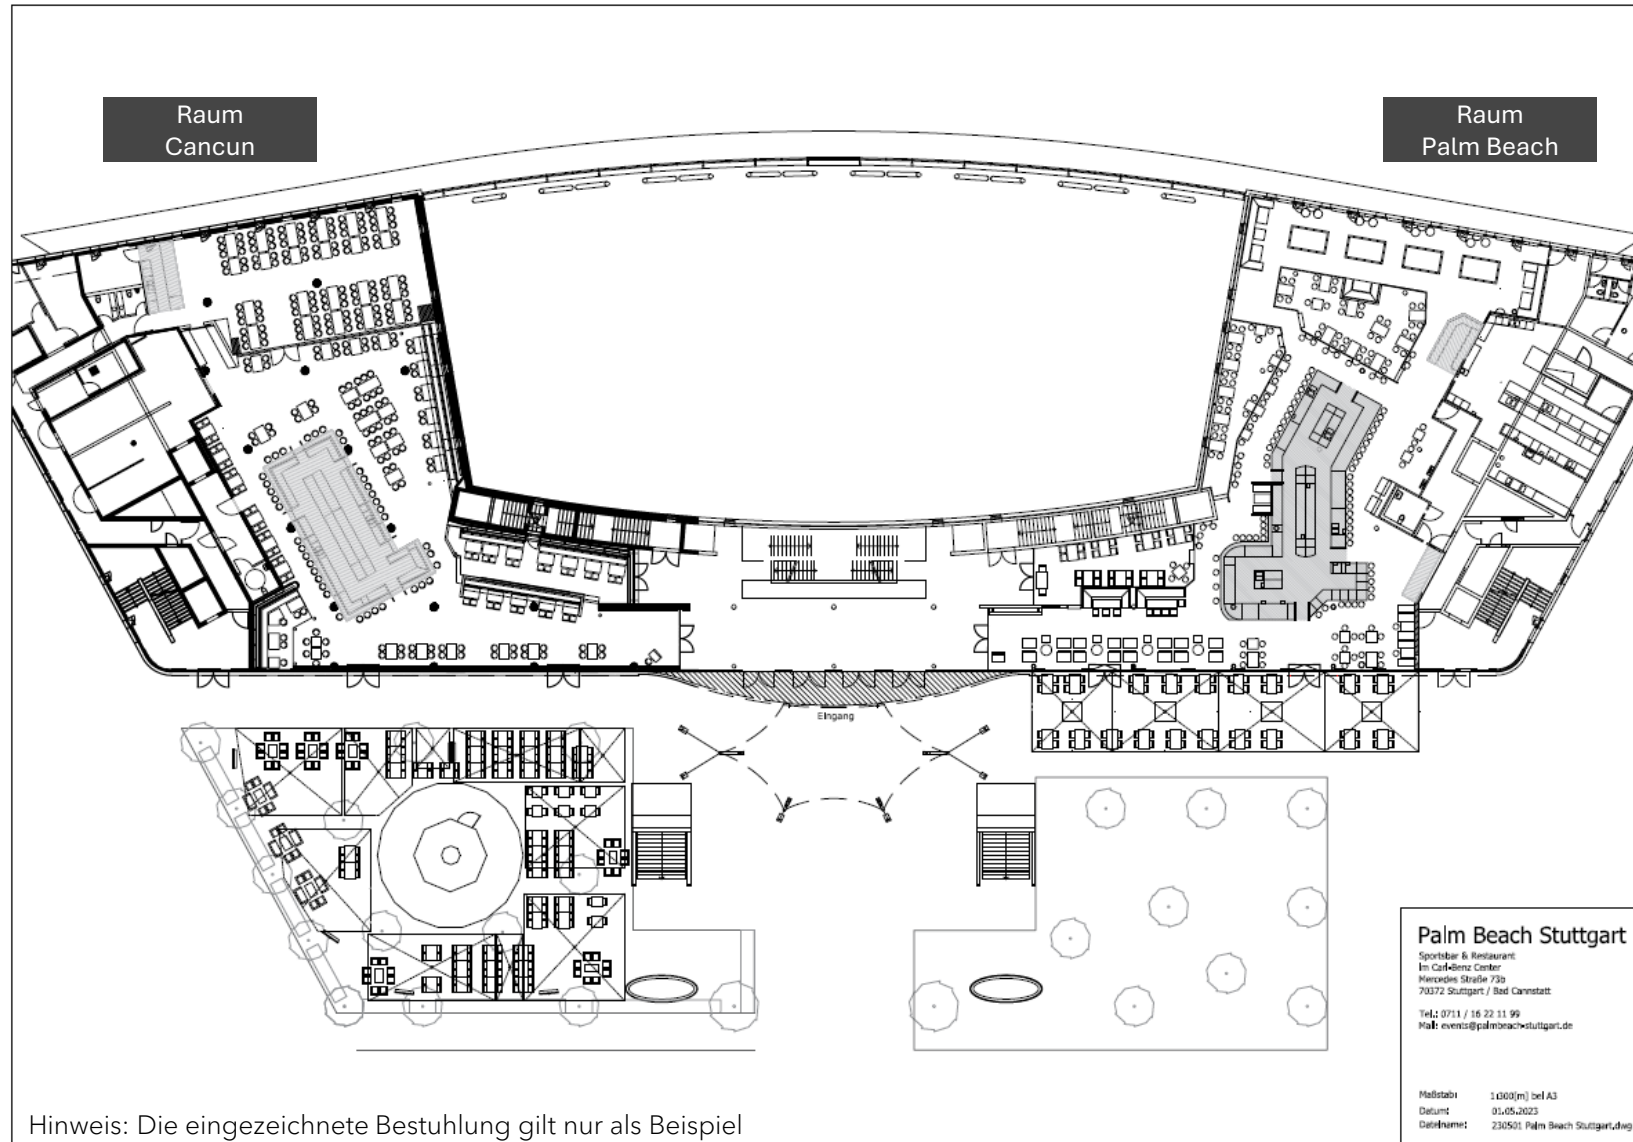 Raum
Cancun
Raum
Palm Beach
Eingang
Palm Beach Stuttgart
Sportsbar & Restaurant
Im Carl-Benz Center
Mercedes Straße 73b
70372 Stuttgart / Bad Cannstatt
Tel.: 0711 / 16 22 11 99
Mail: events@palmbeach-stuttgart.de
Maßstab: 1:300[m] bei A3
Datum: 01.05.2023
Dateiname: 230501 Palm Beach Stuttgart.dwg
Hinweis: Die eingezeichnete Bestuhlung gilt nur als Beispiel